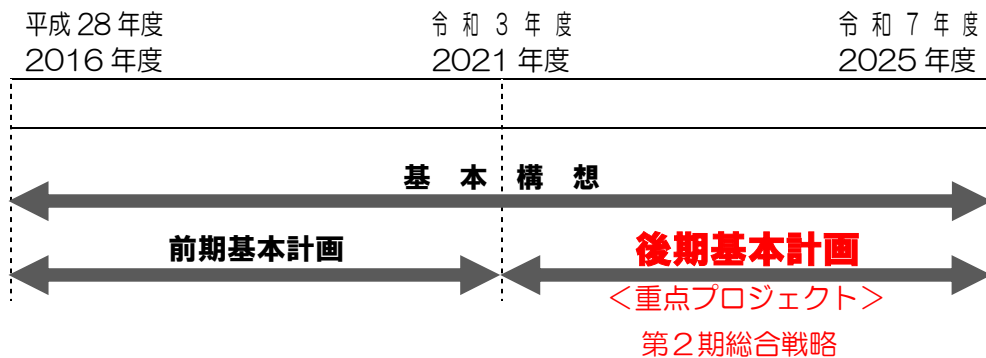 平成28年度 令和3年度 令和7年度
2016年度 2021年度 2025年度
基本構想
前期基本計画 後期基本計画
＜重点プロジェクト＞
第２期総合戦略